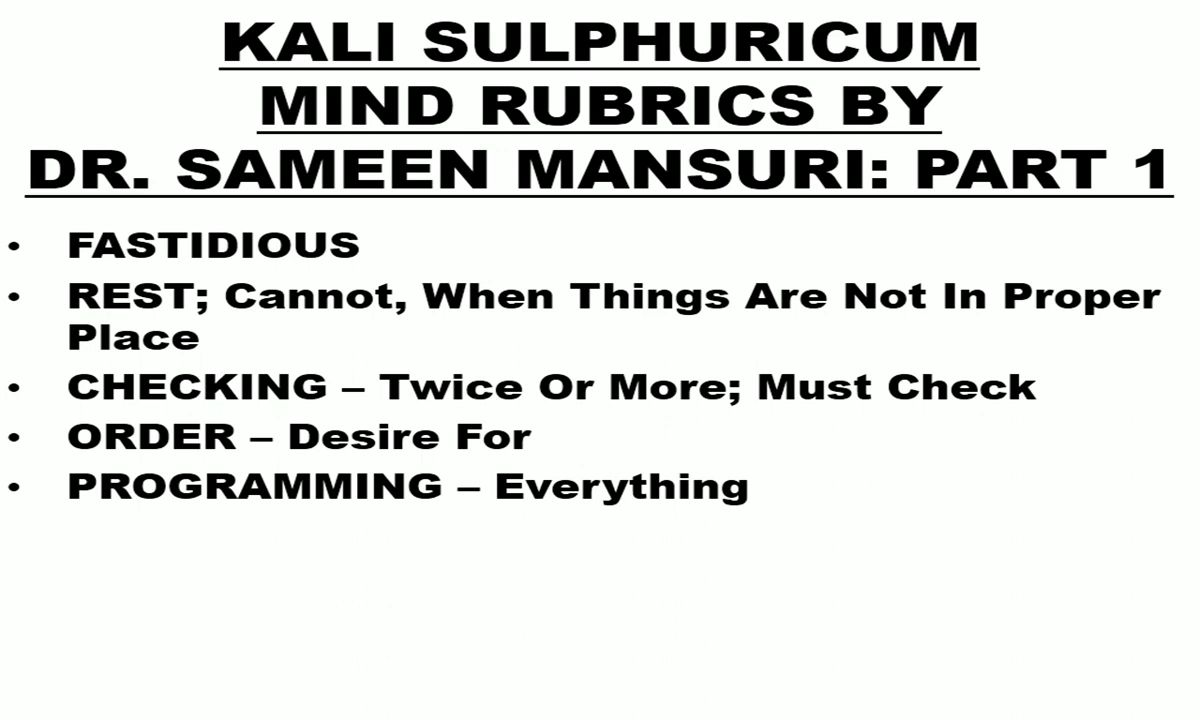 KALI SULPHURICUM
MIND RUBRICS BY
DR. SAMEEN MANSURI: PART 1
• FASTIDIOUS
• REST; Cannot, When Things Are Not In Proper
Place
• CHECKING – Twice Or More; Must Check
• ORDER – Desire For
• PROGRAMMING – Everything